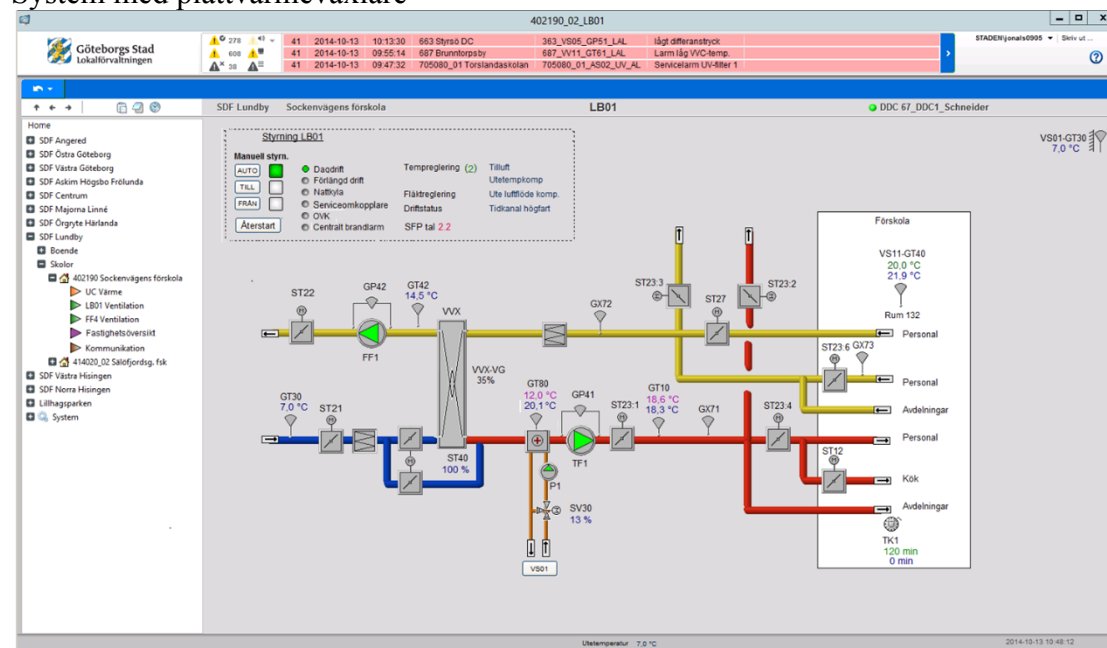 System med plattvärmeväxlare
402190_02_LB01
Göteborgs Stad
Lokalförvaltningen
278
608
38
41 2014-10-13 10:13:30 663 Styrsö DC 363_VS05_GP51_LAL lågt differanstryck
41 2014-10-13 09:55:14 687 Brunntorpsby 687_VV11_GT61_LAL Larm låg VVC-temp.
41 2014-10-13 09:47:32 705080_01 Torslandaskolan 705080_01_AS02_UV_AL Servicelarm UV-filter 1
STADEN\jonals0905 Skriv ut ...
SDF Lundby Sockenvägens förskola LB01 DDC 67_DDC1_Schneider
Home
SDF Angered
SDF Östra Göteborg
SDF Västra Göteborg
SDF Askim Högsbo Frölunda
SDF Centrum
SDF Majorna Linné
SDF Örgryte Härlanda
SDF Lundby
Boende
Skolor
402190 Sockenvägens förskola
UC Värme
LB01 Ventilation
FF4 Ventilation
Fastighetsöversikt
Kommunikation
414020_02 Sälöfjordsg. fsk
SDF Västra Hisingen
SDF Norra Hisingen
Lillhagsparken
System
Styrning LB01
Manuell styrn.
AUTO
TILL
FRÅN
Återstart
Dagdrift
Förlängd drift
Nattkyla
Serviceomkopplare
OVK
Centralt brandlarm
Tempreglering (2) Tilluft
Utetempkomp
Fläktreglering Ute luftflöde komp.
Driftstatus Tidkanal högfart
SFP tal 2.2
VS01-GT30
7,0 °C
Förskola
VS11-GT40
20,0 °C
21,9 °C
Rum 132
ST23:3
ST23:2
ST22
GP42
GT42
14,5 °C
VVX
GX72
ST27
Personal
FF1
ST23:6 GX73
VVX-VG
35%
Personal
GT80
12,0 °C
20,1 °C
GP41
GT10
18,6 °C
18,3 °C
ST23:1
GX71
ST23:4
Avdelningar
GT30
7,0 °C
ST21
Personal
ST40
100 %
TF1
ST12
P1
Kök
SV30
13 %
Avdelningar
TK1
120 min
0 min
VS01
Utetemperatur 7,0 °C
2014-10-13 10:48:12